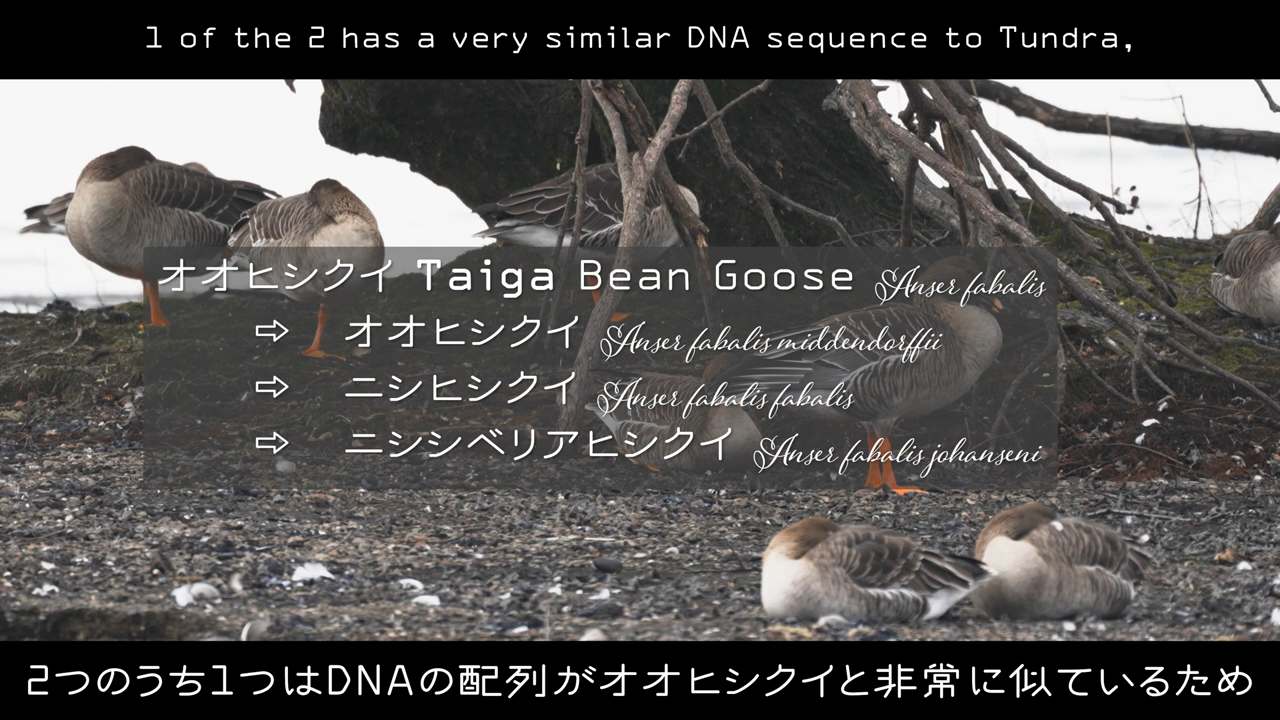 1 of the 2 has a very similar DNA sequence to Tundra,
オオヒシクイ Taiga Bean Goose Anser fabalis
⇨ オオヒシクイ Anser fabalis middendorffii
⇨ ニシヒシクイ Anser fabalis fabalis
⇨ ニシシベリアヒシクイ Anser fabalis johanseni
2つのうち1つはDNAの配列がオオヒシクイと非常に似ているため